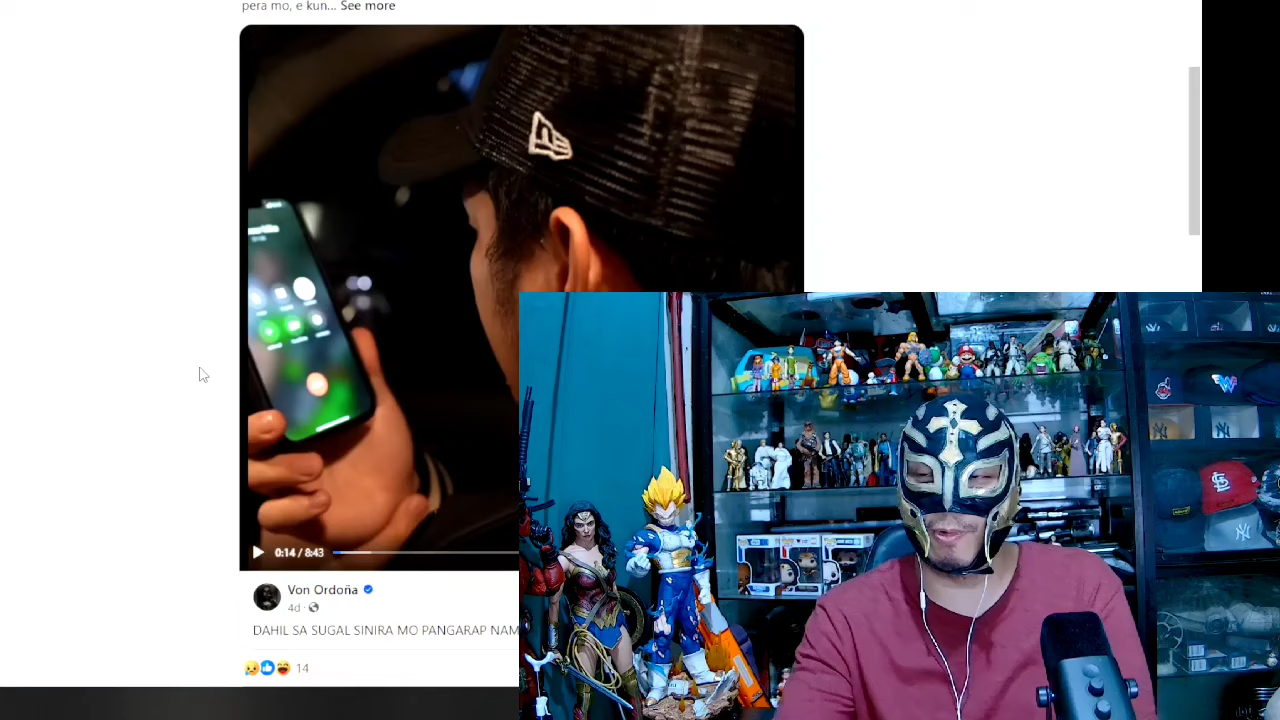 pera mo, e kun... See more
0:14 / 8:43
Von Ordoña
4d
DAHIL SA SUGAL SINIRA MO PANGARAP NAM
14